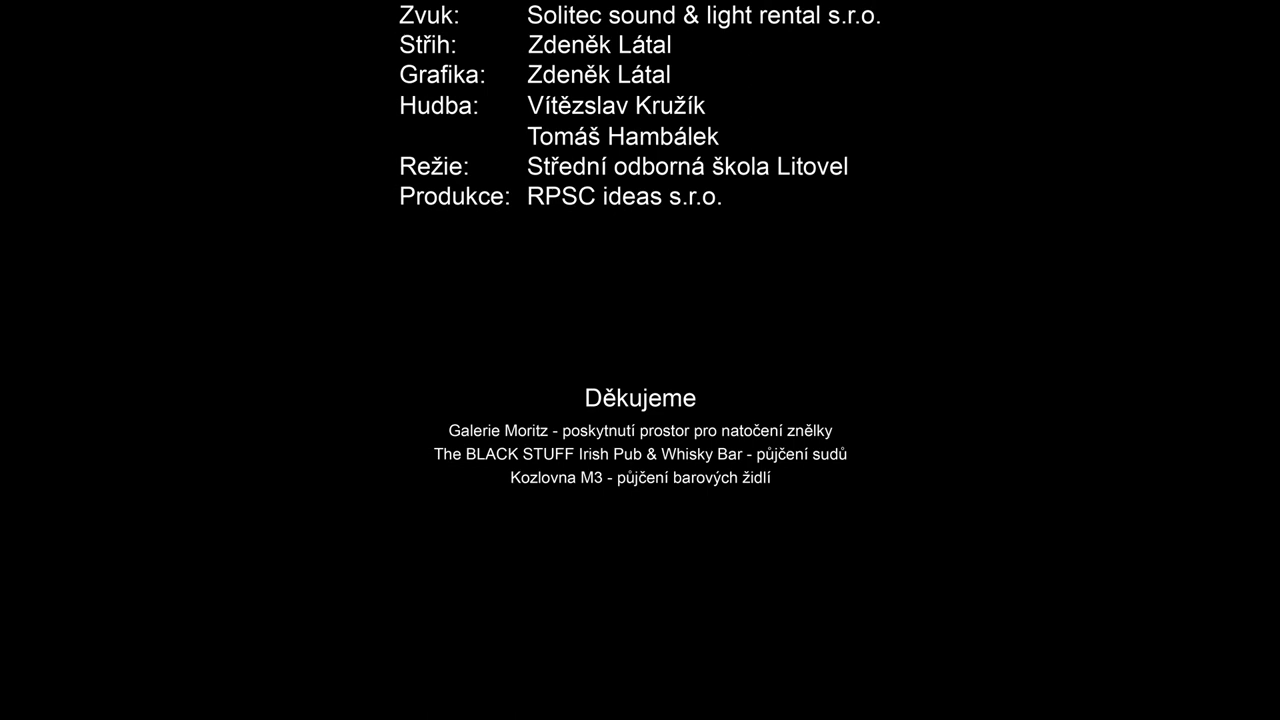 Zvuk: Solitec sound & light rental s.r.o.
Střih: Zdeněk Látal
Grafika: Zdeněk Látal
Hudba: Vítězslav Kružík
Tomáš Hambálek
Režie: Střední odborná škola Litovel
Produkce: RPSC ideas s.r.o.
Děkujeme
Galerie Moritz - poskytnutí prostor pro natočení znělky
The BLACK STUFF Irish Pub & Whisky Bar - půjčení sudů
Kozlovna M3 - půjčení barových židlí